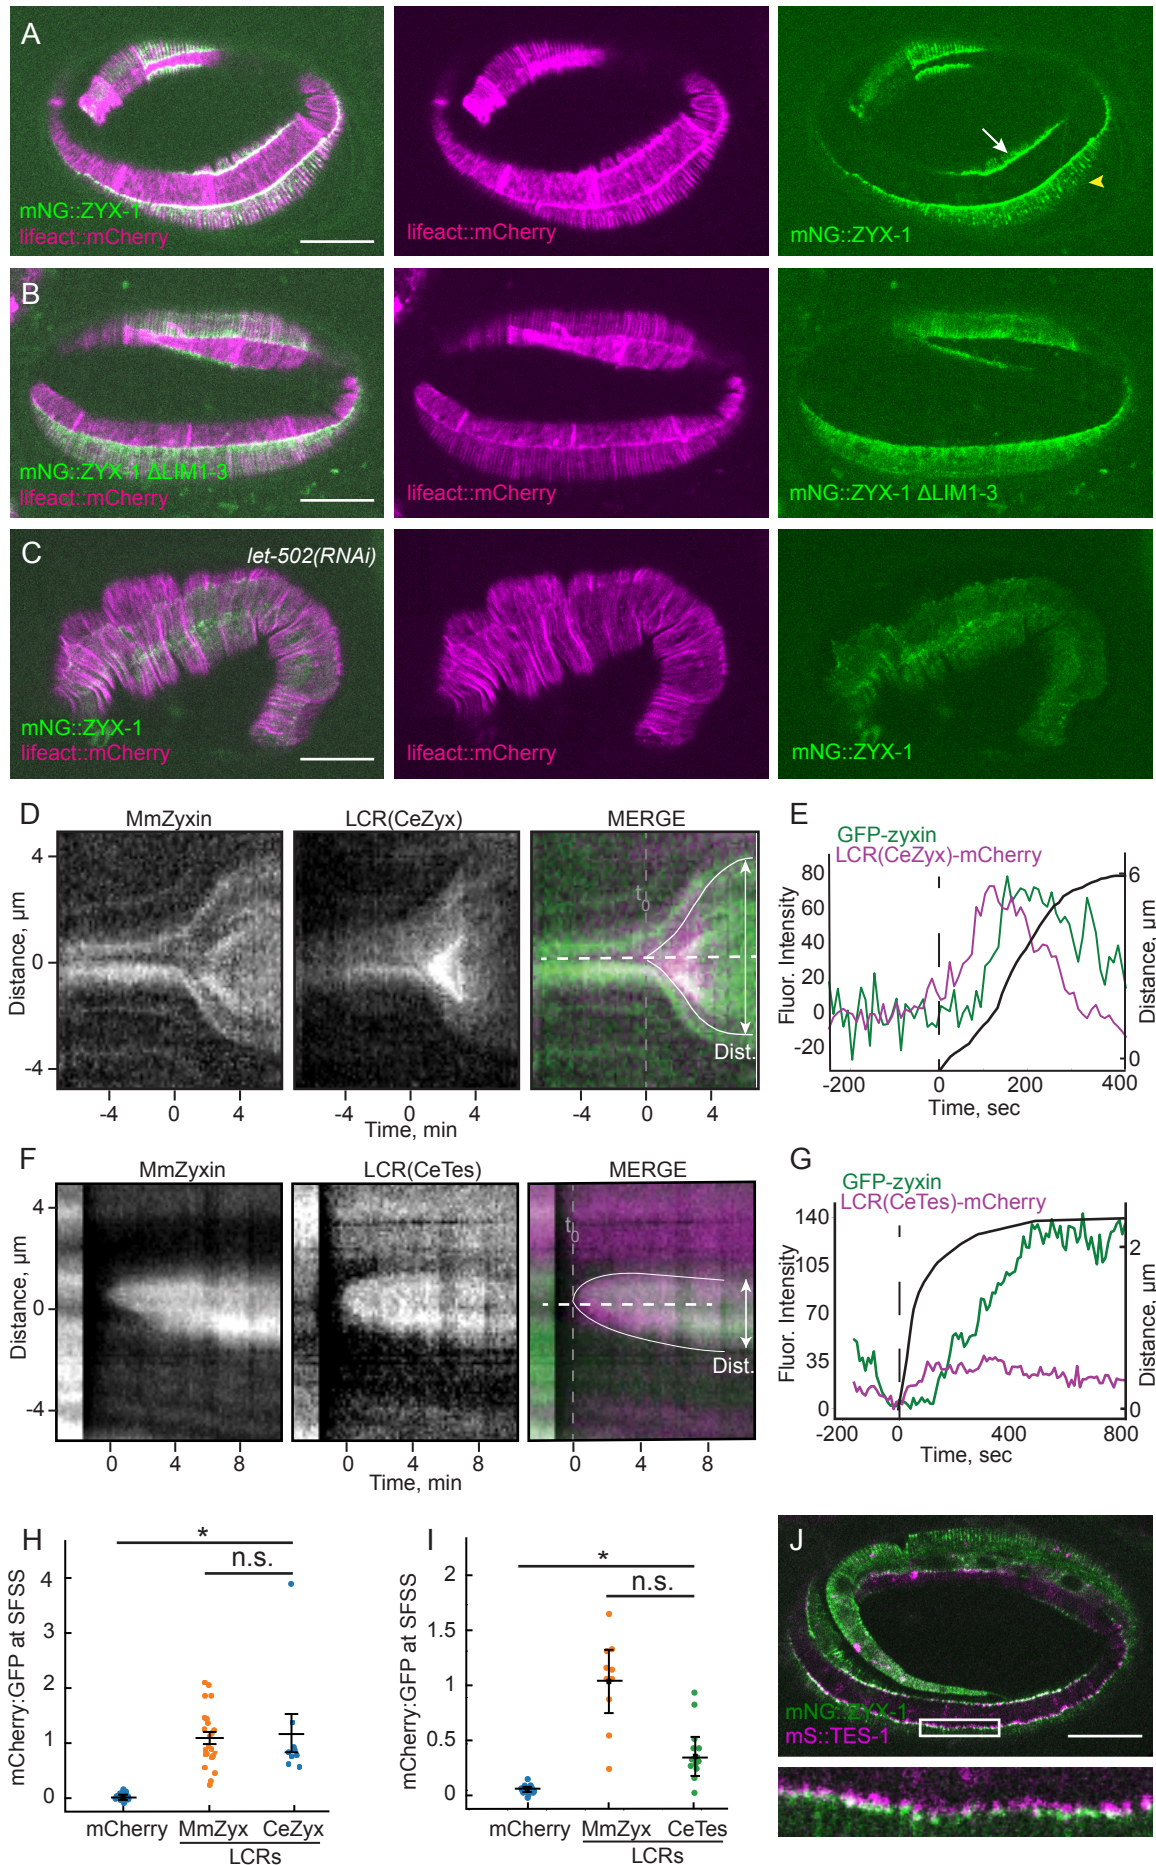 A
mNG::ZYX-1
lifeact::mCherry
lifeact::mCherry
mNG::ZYX-1
B
mNG::ZYX-1 ΔLIM1-3
lifeact::mCherry
lifeact::mCherry
mNG::ZYX-1 ΔLIM1-3
C
let-502(RNAi)
mNG::ZYX-1
lifeact::mCherry
lifeact::mCherry
mNG::ZYX-1
D
MmZyxin
LCR(CeZyx)
MERGE
Distance, µm
4
0
-4
t0
Dist.
-4 0 4
-4 0 4
-4 0 4
Time, min
E
GFP-zyxin
LCR(CeZyx)-mCherry
Fluor. Intensity
80
60
40
20
0
-20
6
0
Distance, µm
-200 0 200 400
Time, sec
F
MmZyxin
LCR(CeTes)
MERGE
Distance, µm
4
0
-4
t0
Dist.
0 4 8
0 4 8
0 4 8
Time, min
G
GFP-zyxin
LCR(CeTes)-mCherry
Fluor. Intensity
140
105
70
35
0
2
0
Distance, µm
-200 0 400 800
Time, sec
H
*
n.s.
mCherry:GFP at SFSS
4
3
2
1
0
mCherry MmZyx CeZyx
LCRs
I
*
n.s.
mCherry:GFP at SFSS
2
1.5
1
0.5
0
mCherry MmZyx CeTes
LCRs
J
mNG::ZYX-1
mS::TES-1